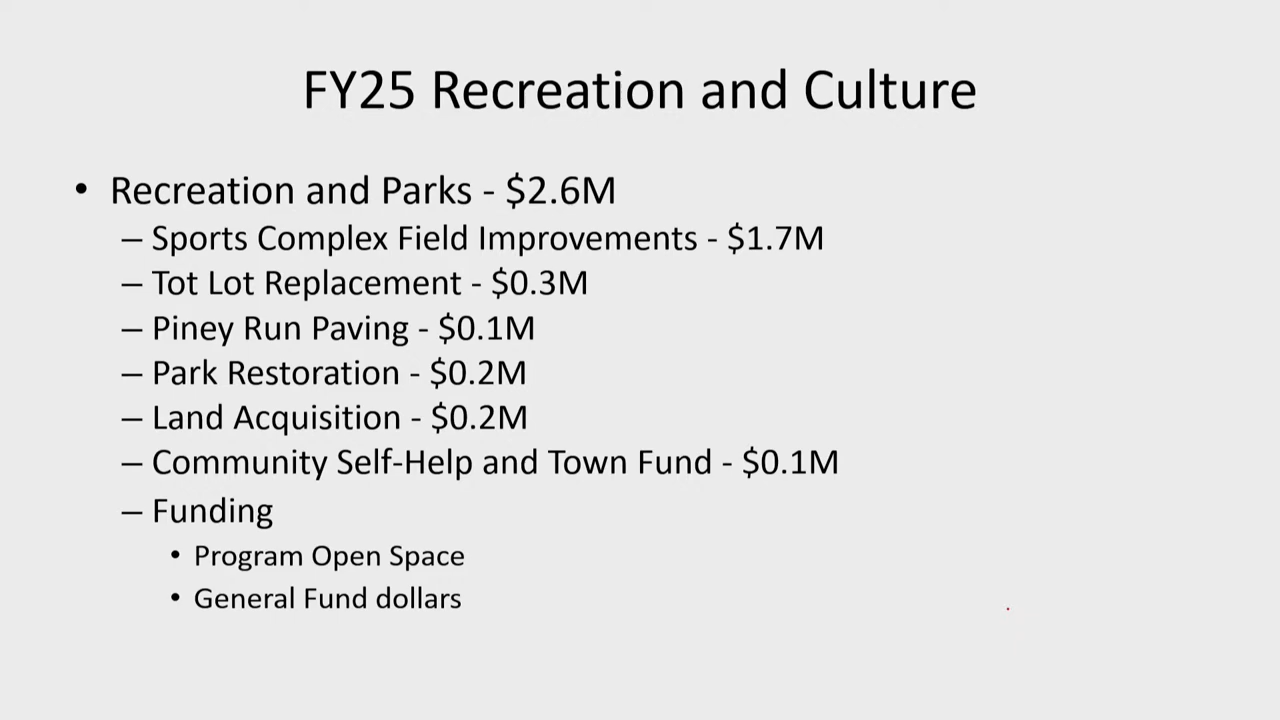 FY25 Recreation and Culture
• Recreation and Parks - $2.6M
– Sports Complex Field Improvements - $1.7M
– Tot Lot Replacement - $0.3M
– Piney Run Paving - $0.1M
– Park Restoration - $0.2M
– Land Acquisition - $0.2M
– Community Self-Help and Town Fund - $0.1M
– Funding
• Program Open Space
• General Fund dollars